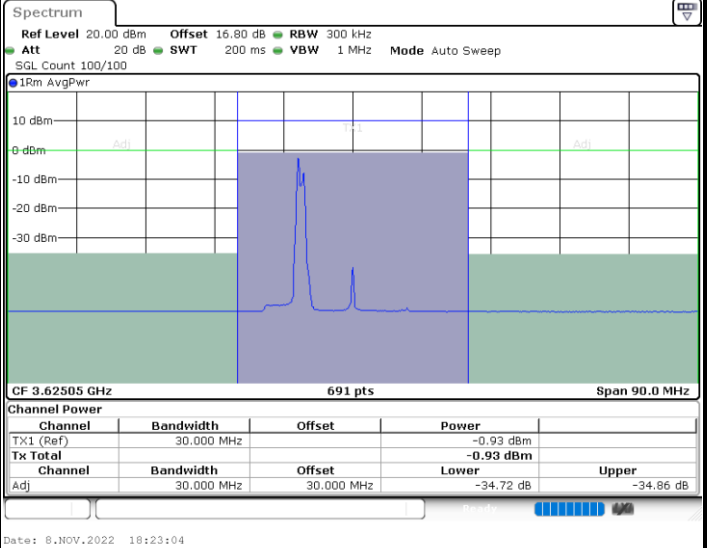 Spectrum
Ref Level 20.00 dBm Offset 16.80 dB RBW 300 kHz
Att 20 dB SWT 200 ms VBW 1 MHz Mode Auto Sweep
SGL Count 100/100
1Rm AvgPwr
10 dBm
TX1
Adj Adj
0 dBm
-10 dBm
-20 dBm
-30 dBm
CF 3.62505 GHz 691 pts Span 90.0 MHz
Channel Power
Channel Bandwidth Offset Power
TX1 (Ref) 30.000 MHz -0.93 dBm
Tx Total -0.93 dBm
Channel Bandwidth Offset Lower Upper
Adj 30.000 MHz 30.000 MHz -34.72 dB -34.86 dB
Ready
Date: 8.NOV.2022 18:23:04